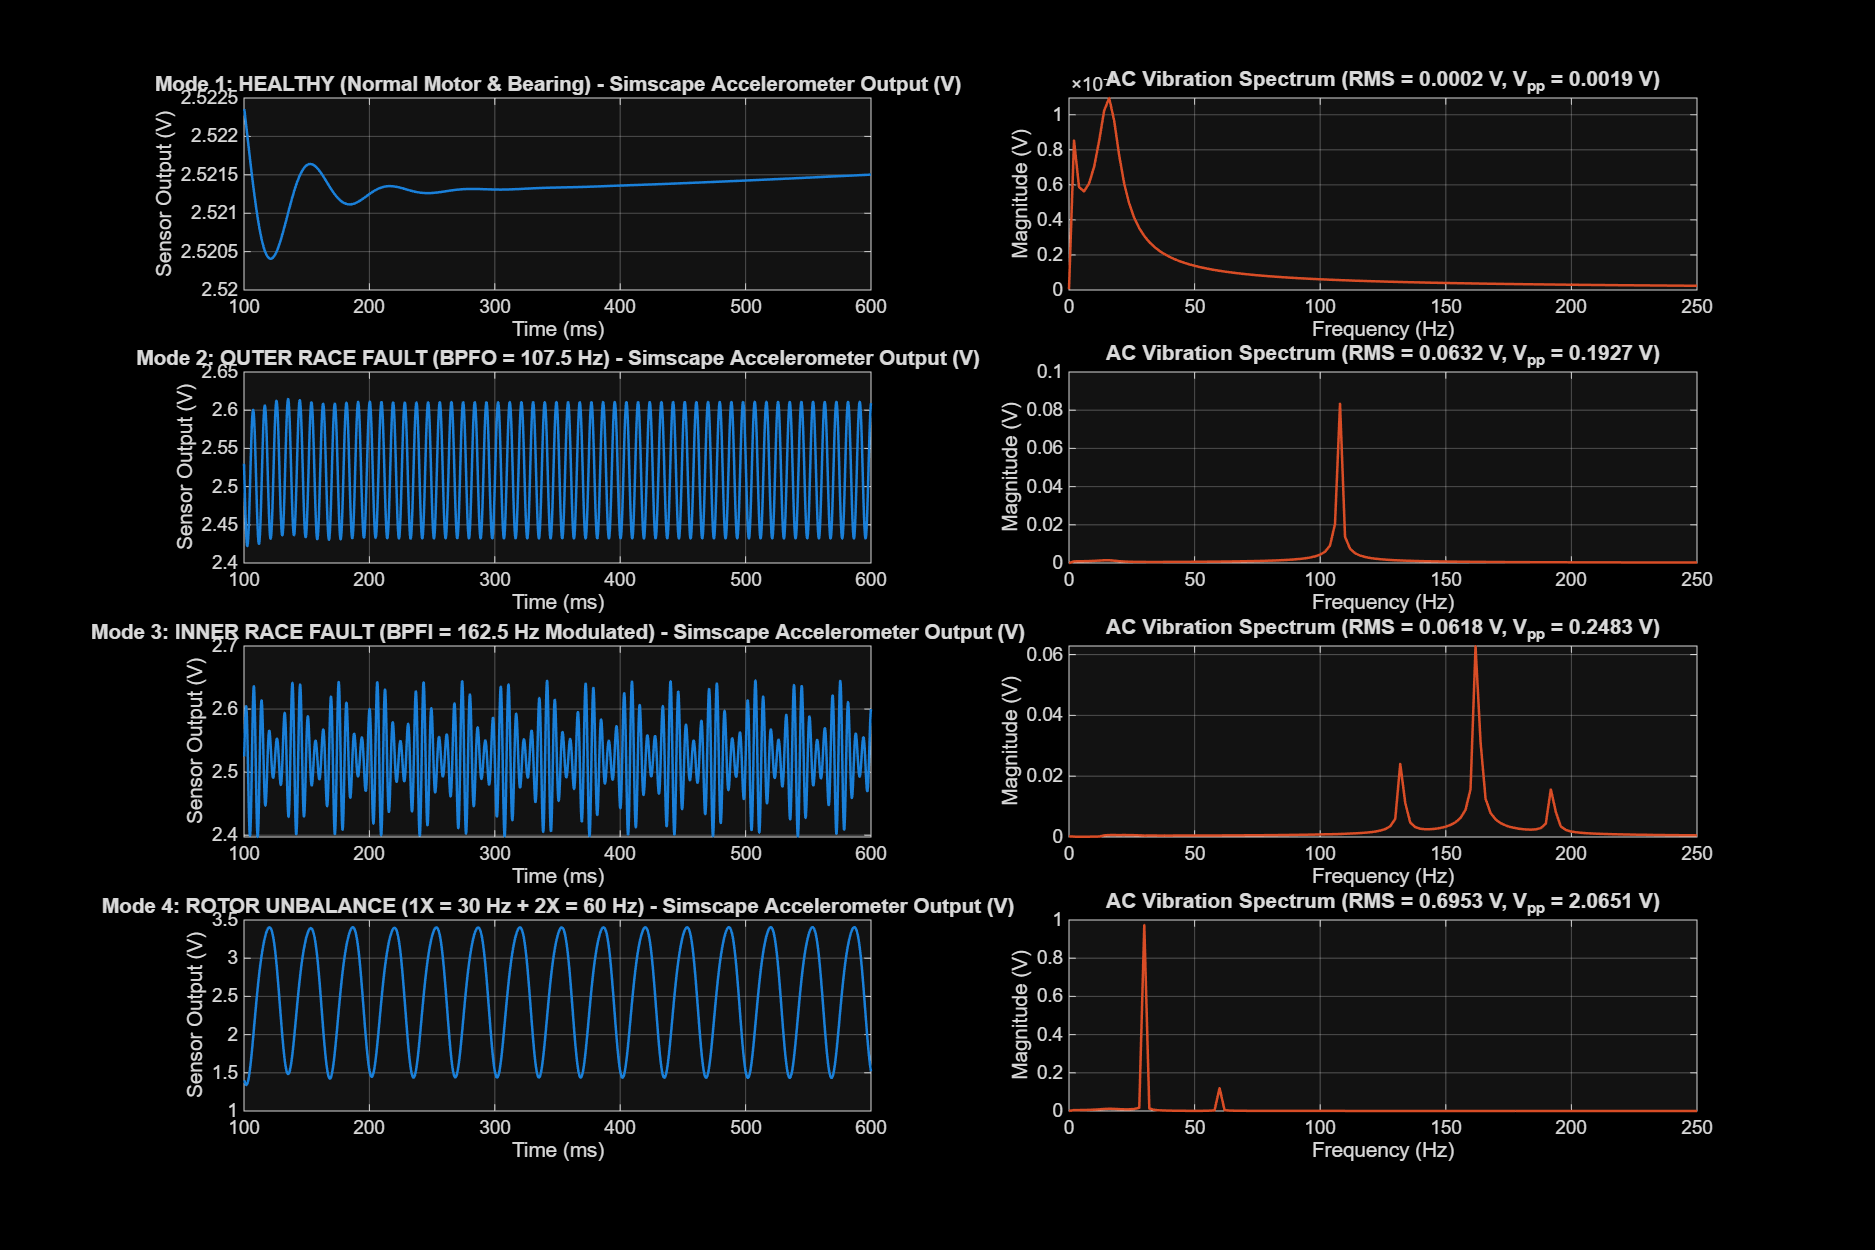 Mode 1: HEALTHY (Normal Motor & Bearing) - Simscape Accelerometer Output (V)
2.5225
2.522
2.5215
2.521
2.5205
2.52
Sensor Output (V)
100 200 300 400 500 600
Time (ms)
AC Vibration Spectrum (RMS = 0.0002 V, Vpp = 0.0019 V)
×10
1
0.8
0.6
0.4
0.2
0
Magnitude (V)
0 50 100 150 200 250
Frequency (Hz)
Mode 2: OUTER RACE FAULT (BPFO = 107.5 Hz) - Simscape Accelerometer Output (V)
2.65
2.6
2.55
2.5
2.45
2.4
Sensor Output (V)
100 200 300 400 500 600
Time (ms)
AC Vibration Spectrum (RMS = 0.0632 V, Vpp = 0.1927 V)
0.1
0.08
0.06
0.04
0.02
0
Magnitude (V)
0 50 100 150 200 250
Frequency (Hz)
Mode 3: INNER RACE FAULT (BPFI = 162.5 Hz Modulated) - Simscape Accelerometer Output (V)
2.7
2.6
2.5
2.4
Sensor Output (V)
100 200 300 400 500 600
Time (ms)
AC Vibration Spectrum (RMS = 0.0618 V, Vpp = 0.2483 V)
0.06
0.04
0.02
0
Magnitude (V)
0 50 100 150 200 250
Frequency (Hz)
Mode 4: ROTOR UNBALANCE (1X = 30 Hz + 2X = 60 Hz) - Simscape Accelerometer Output (V)
3.5
3
2.5
2
1.5
1
Sensor Output (V)
100 200 300 400 500 600
Time (ms)
AC Vibration Spectrum (RMS = 0.6953 V, Vpp = 2.0651 V)
1
0.8
0.6
0.4
0.2
0
Magnitude (V)
0 50 100 150 200 250
Frequency (Hz)